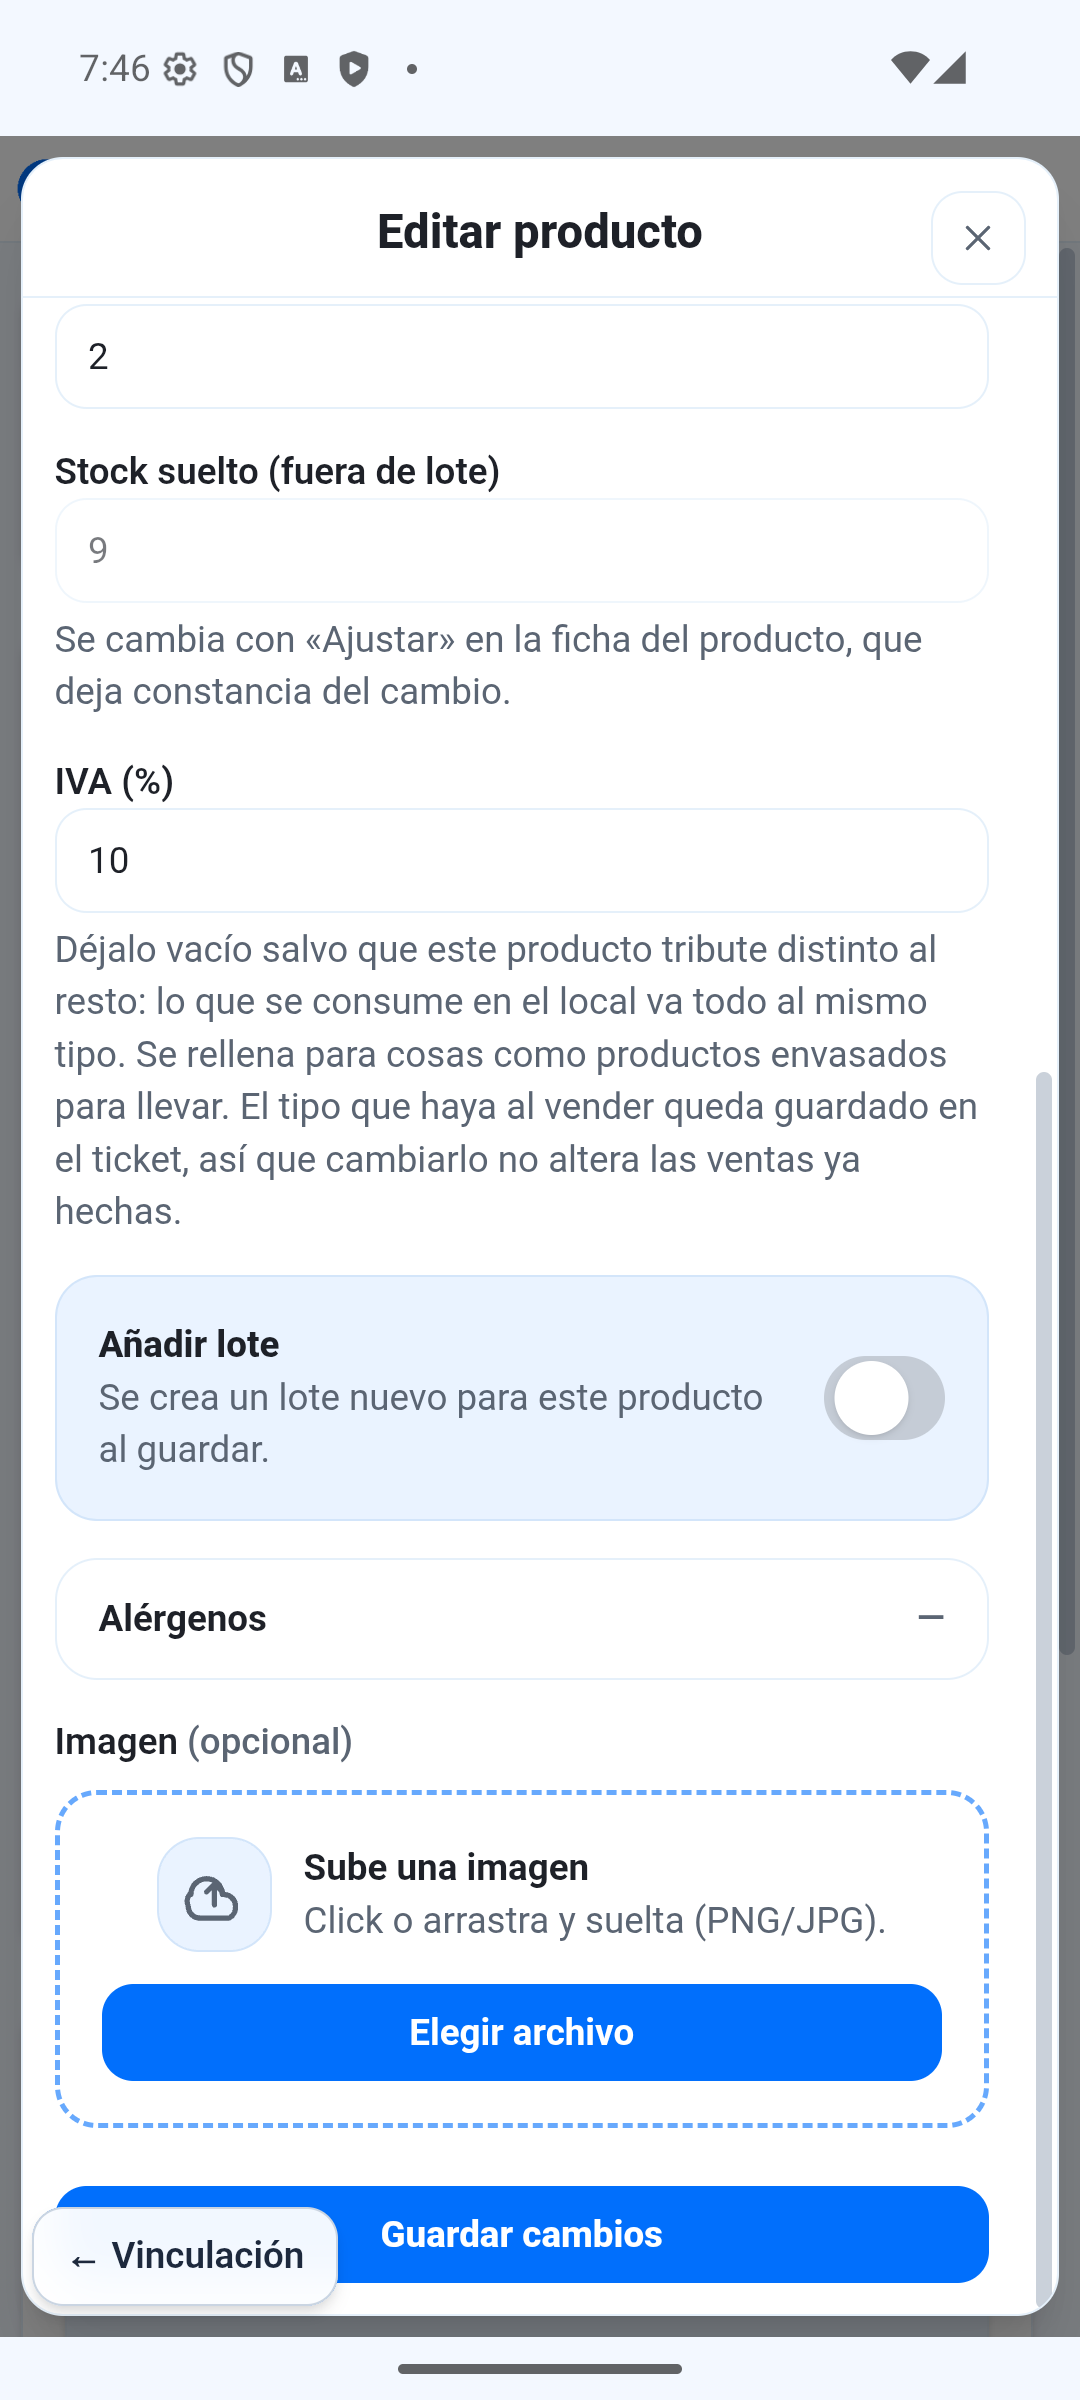 7:46
Editar producto
2
Stock suelto (fuera de lote)
9
Se cambia con «Ajustar» en la ficha del producto, que
deja constancia del cambio.
IVA (%)
10
Déjalo vacío salvo que este producto tribute distinto al
resto: lo que se consume en el local va todo al mismo
tipo. Se rellena para cosas como productos envasados
para llevar. El tipo que haya al vender queda guardado en
el ticket, así que cambiarlo no altera las ventas ya
hechas.
Añadir lote
Se crea un lote nuevo para este producto
al guardar.
Alérgenos
Imagen (opcional)
Sube una imagen
Click o arrastra y suelta (PNG/JPG).
Elegir archivo
Guardar cambios
← Vinculación